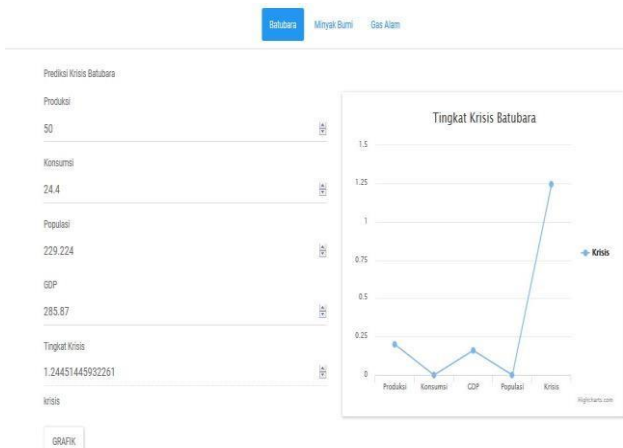 Batubara Minyak Bumi Gas Alam
Prediksi Krisis Batubara
Produksi
50
Konsumsi
24.4
Populasi
229.224
GDP
285.87
Tingkat Krisis
1.24451445932261
krisis
GRAFIK
Tingkat Krisis Batubara
1.5
1.25
1
0.75
0.5
0.25
0
Produksi Konsumsi GDP Populasi Krisis
Krisis
Highcharts.com